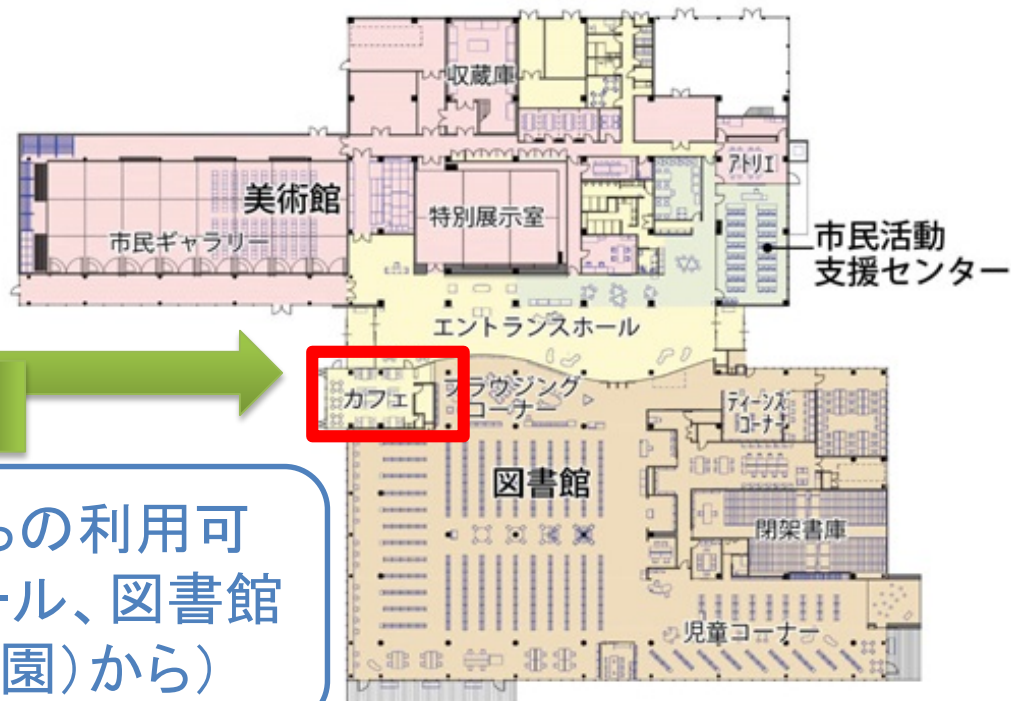 収蔵庫
アトリエ
美術館
特別展示室
市民ギャラリー
市民活動
支援センター
エントランスホール
カフェ
ブラウジング
コーナー
ティーンズ
コーナー
図書館
閉架書庫
児童コーナー
らの利用可
ール、図書館
園）から）